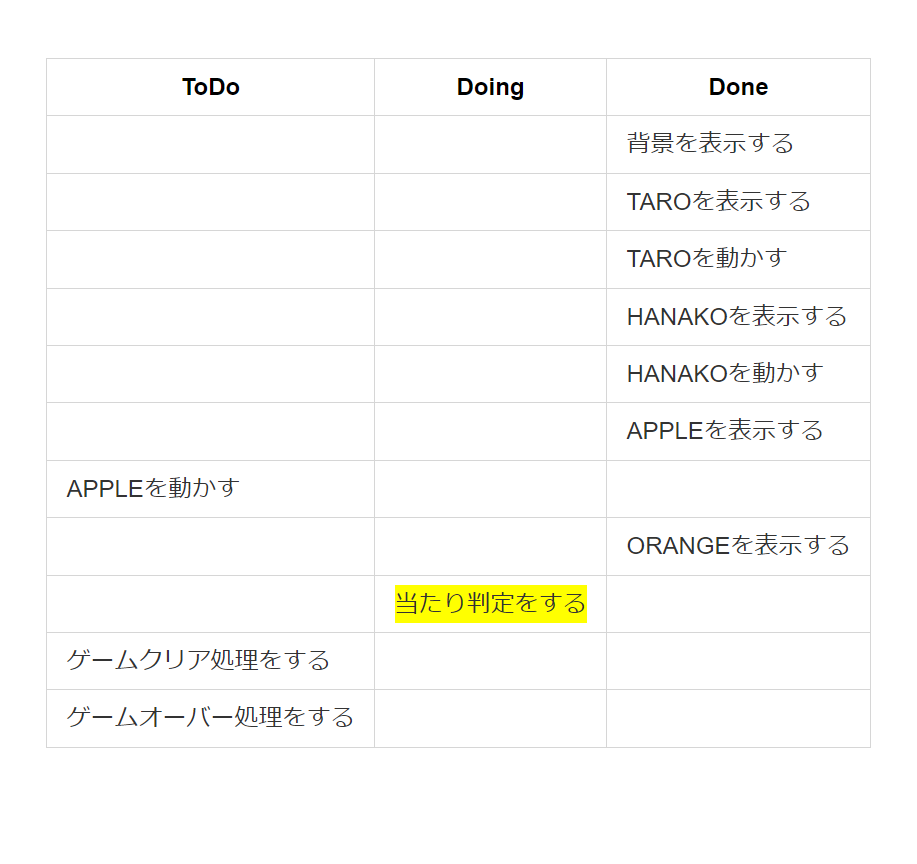 ToDo Doing Done
背景を表示する
TAROを表示する
TAROを動かす
HANAKOを表示する
HANAKOを動かす
APPLEを表示する
APPLEを動かす
ORANGEを表示する
当たり判定をする
ゲームクリア処理をする
ゲームオーバー処理をする